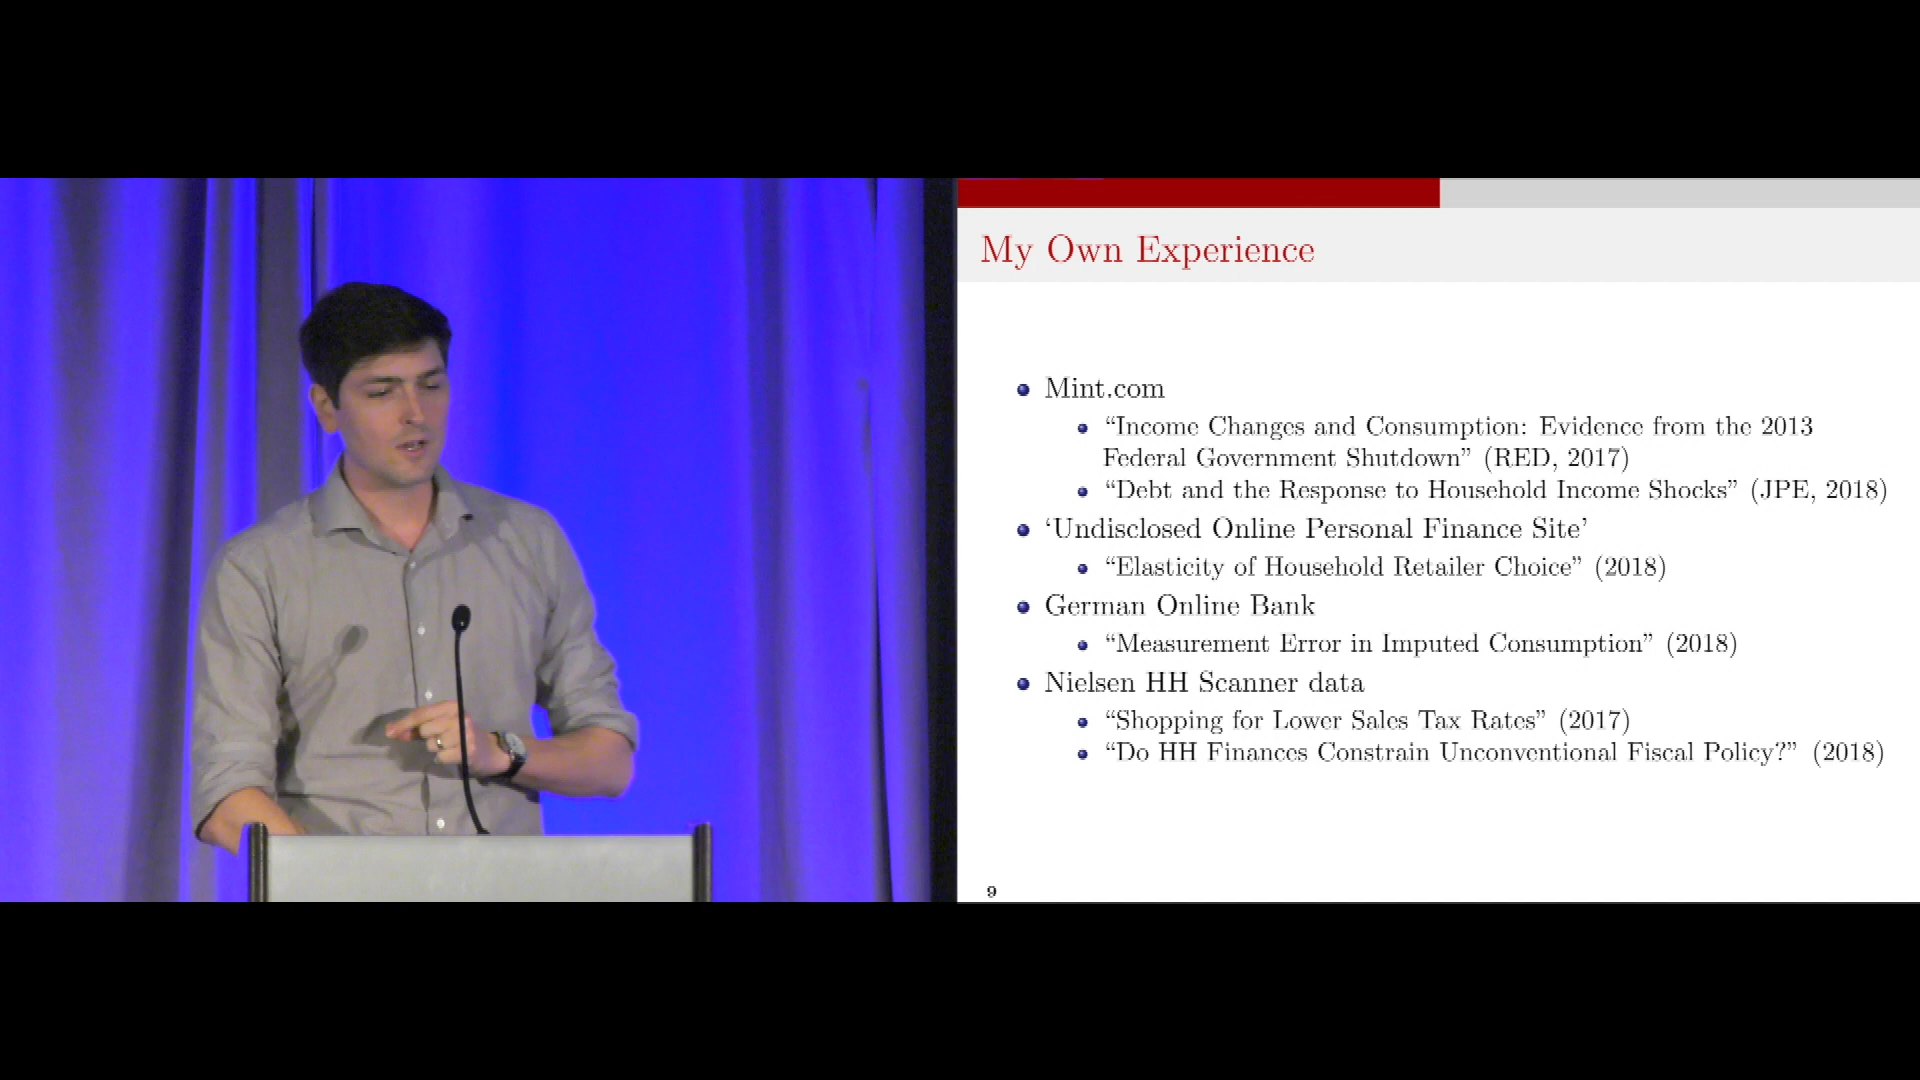 My Own Experience
Mint.com
“Income Changes and Consumption: Evidence from the 2013
Federal Government Shutdown” (RED, 2017)
“Debt and the Response to Household Income Shocks” (JPE, 2018)
‘Undisclosed Online Personal Finance Site’
“Elasticity of Household Retailer Choice” (2018)
German Online Bank
“Measurement Error in Imputed Consumption” (2018)
Nielsen HH Scanner data
“Shopping for Lower Sales Tax Rates” (2017)
“Do HH Finances Constrain Unconventional Fiscal Policy?” (2018)
9